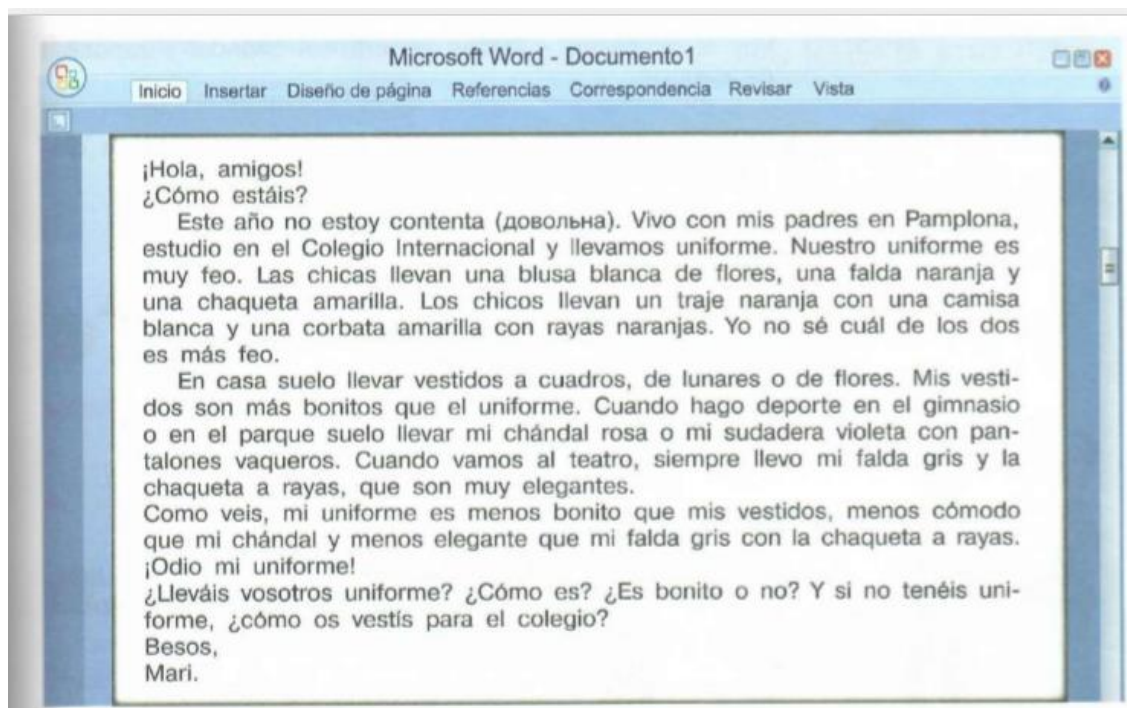 Microsoft Word - Documento1
Inicio Insertar Diseño de página Referencias Correspondencia Revisar Vista
¡Hola, amigos!
¿Cómo estáis?
Este año no estoy contenta (довольна). Vivo con mis padres en Pamplona,
estudio en el Colegio Internacional y llevamos uniforme. Nuestro uniforme es
muy feo. Las chicas llevan una blusa blanca de flores, una falda naranja y
una chaqueta amarilla. Los chicos llevan un traje naranja con una camisa
blanca y una corbata amarilla con rayas naranjas. Yo no sé cuál de los dos
es más feo.
En casa suelo llevar vestidos a cuadros, de lunares o de flores. Mis vesti-
dos son más bonitos que el uniforme. Cuando hago deporte en el gimnasio
o en el parque suelo llevar mi chándal rosa o mi sudadera violeta con pan-
talones vaqueros. Cuando vamos al teatro, siempre llevo mi falda gris y la
chaqueta a rayas, que son muy elegantes.
Como veis, mi uniforme es menos bonito que mis vestidos, menos cómodo
que mi chándal y menos elegante que mi falda gris con la chaqueta a rayas.
¡Odio mi uniforme!
¿Lleváis vosotros uniforme? ¿Cómo es? ¿Es bonito o no? Y si no tenéis uni-
forme, ¿cómo os vestís para el colegio?
Besos,
Mari.